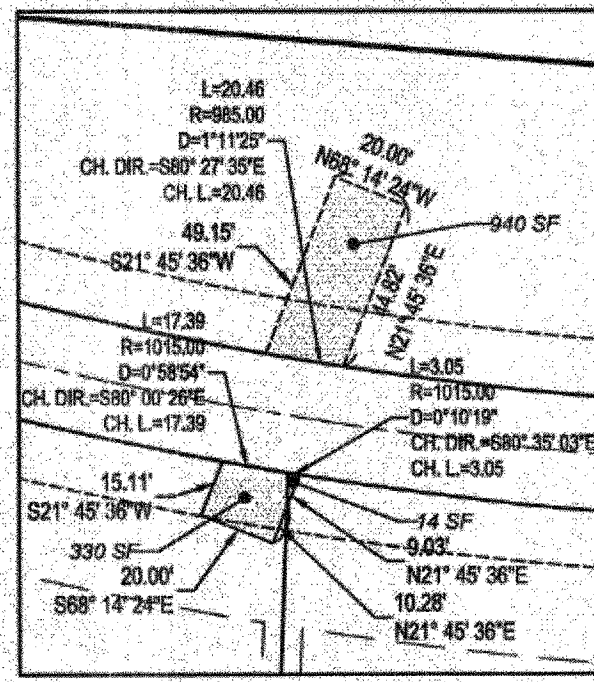 L=20.46
R=985.00
D=1°11'25"
CH. DIR.=S80° 27' 35"E
CH. L.=20.46
20.00'
N68° 14' 24"W
940 SF
49.15'
S21° 45' 36"W
44.82'
N21° 45' 36"E
L=17.39
R=1015.00
D=0°58'54"
CH. DIR.=S80° 00' 26"E
CH. L.=17.39
L=3.05
R=1015.00
D=0°10'19"
CH. DIR.=S80° 35' 03"E
CH. L.=3.05
15.11'
S21° 45' 36"W
330 SF
20.00'
S68° 14' 24"E
14 SF
9.03'
N21° 45' 36"E
10.28'
N21° 45' 36"E